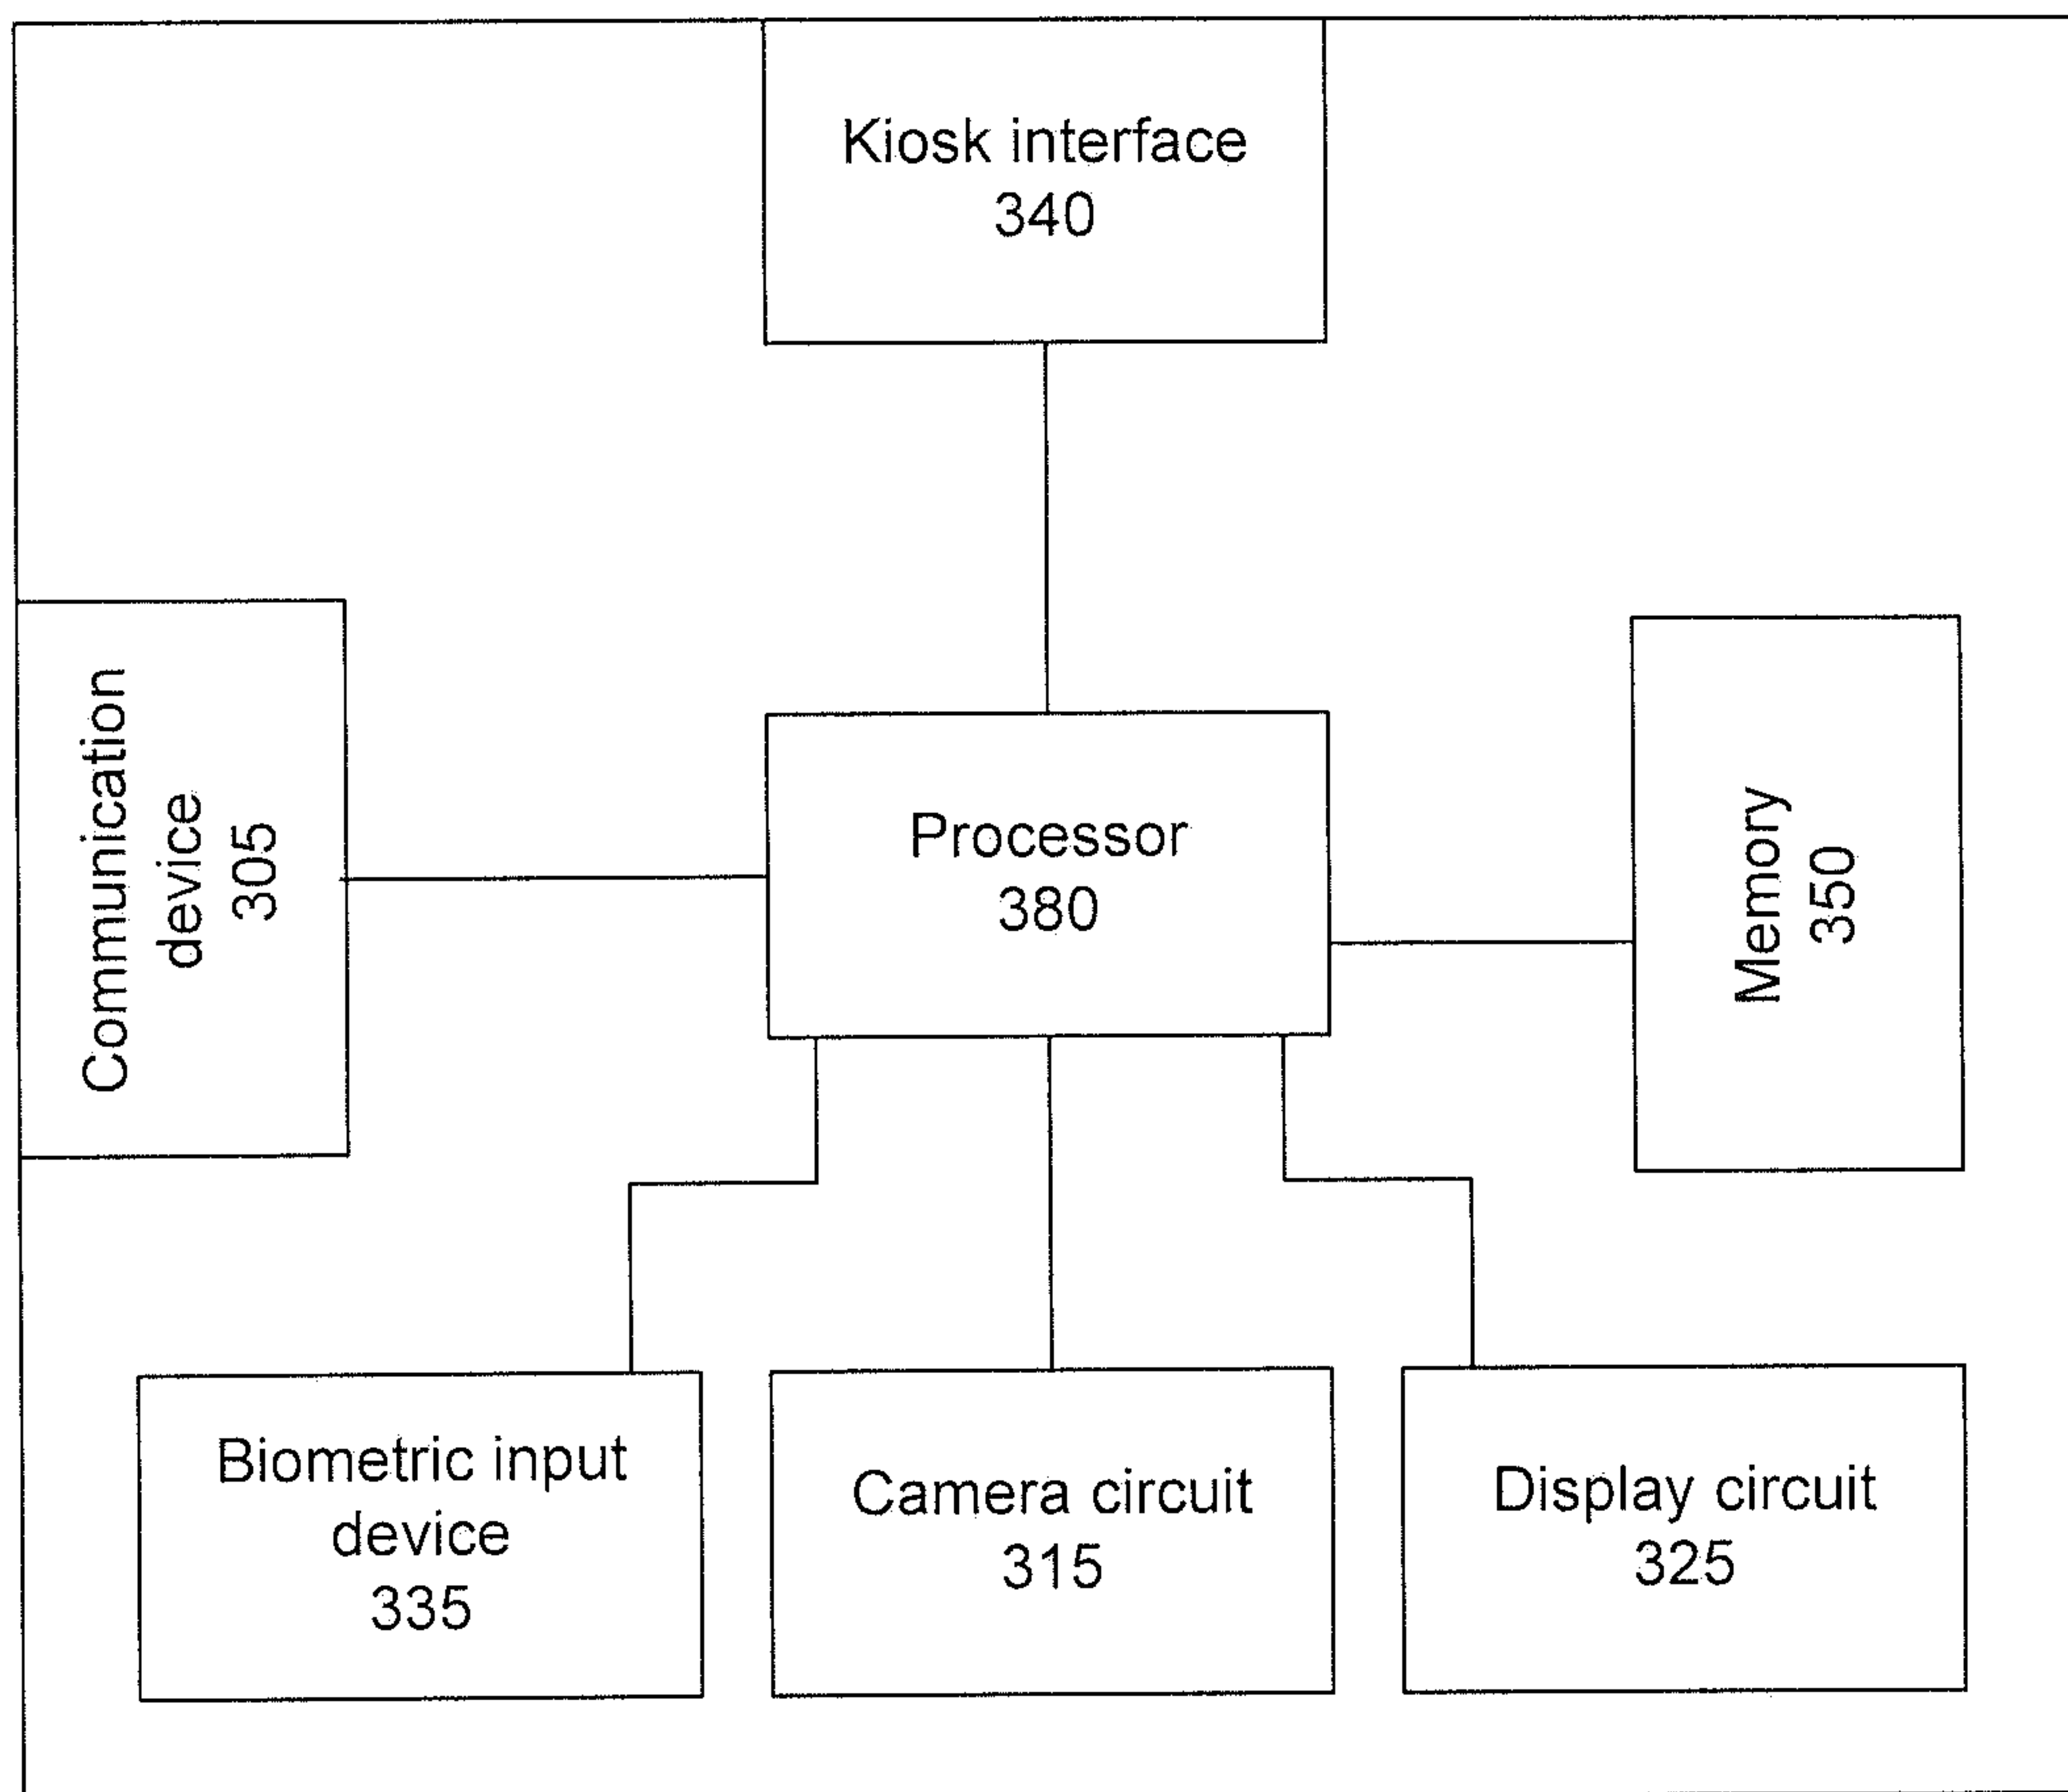 Kiosk interface
340
Communication
device
305
Processor
380
Memory
350
Biometric input
device
335
Camera circuit
315
Display circuit
325